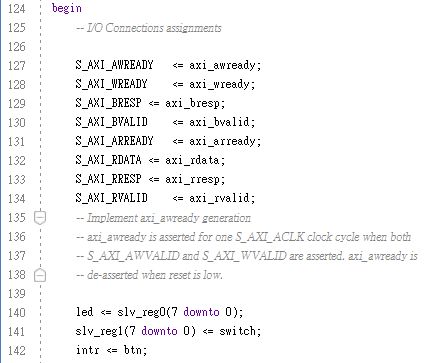 124 begin
125 -- I/O Connections assignments
126
127 S_AXI_AWREADY <= axi_awready;
128 S_AXI_WREADY <= axi_wready;
129 S_AXI_BRESP <= axi_bresp;
130 S_AXI_BVALID <= axi_bvalid;
131 S_AXI_ARREADY <= axi_arready;
132 S_AXI_RDATA <= axi_rdata;
133 S_AXI_RRESP <= axi_rresp;
134 S_AXI_RVALID <= axi_rvalid;
135 -- Implement axi_awready generation
136 -- axi_awready is asserted for one S_AXI_ACLK clock cycle when both
137 -- S_AXI_AWVALID and S_AXI_WVALID are asserted. axi_awready is
138 -- de-asserted when reset is low.
139
140 led <= slv_reg0(7 downto 0);
141 slv_reg1(7 downto 0) <= switch;
142 intr <= btn;